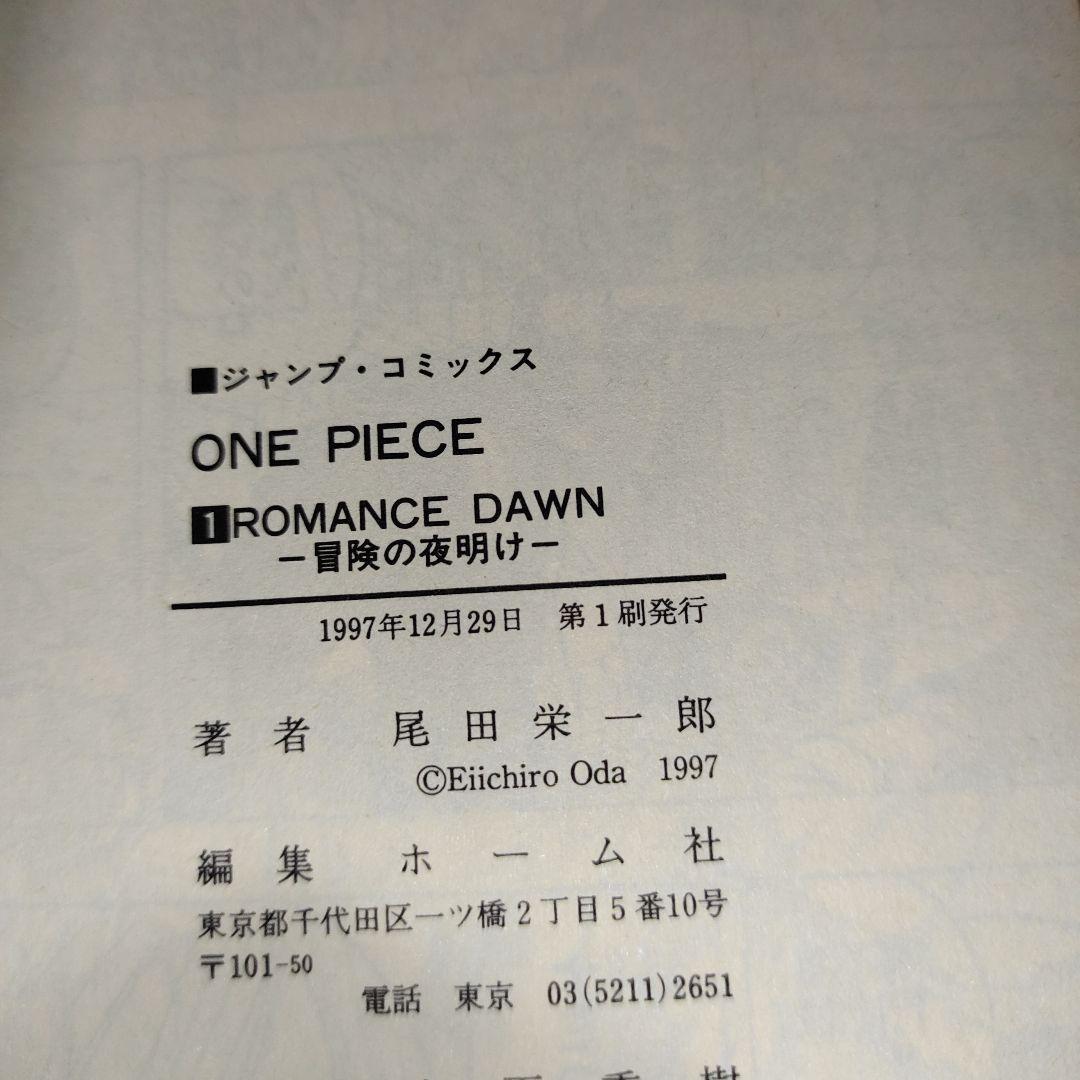 ■ジャンプ・コミックス
ONE PIECE
1 ROMANCE DAWN
－冒険の夜明け－
1997年12月29日　第1刷発行
著　者　尾田栄一郎
©Eiichiro Oda　1997
編　集　ホーム社
東京都千代田区一ツ橋2丁目5番10号
〒101-50
電話　東京　03(5211)2651